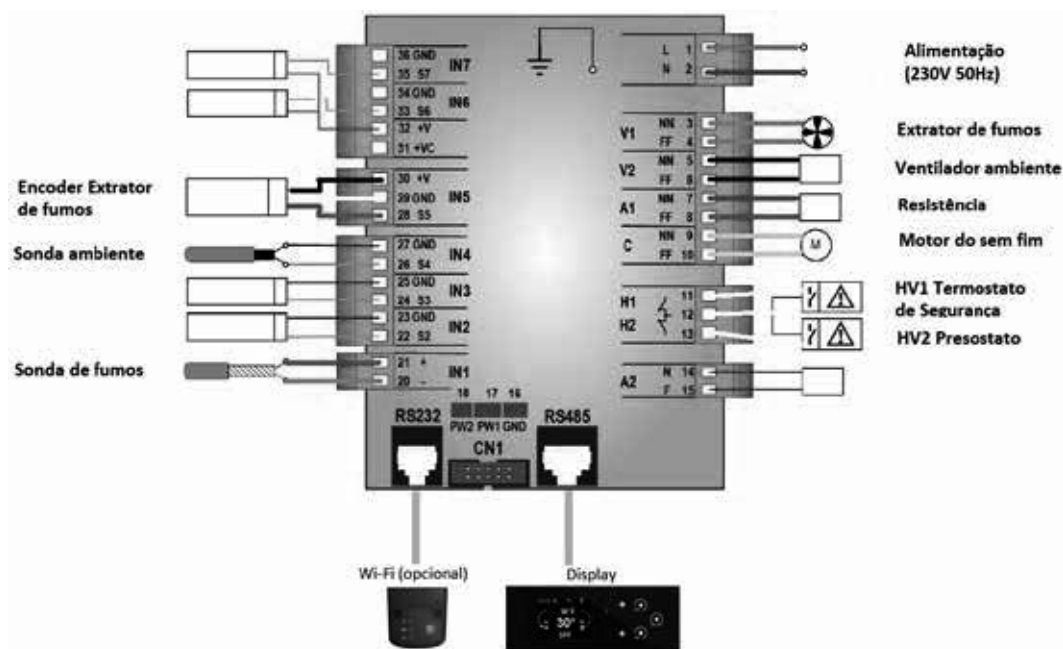 36 GND
35 S7
IN7
34 GND
33 S6
IN6
32 +V
31 +VC
30 +V
29 GND
28 S5
IN5
27 GND
26 S4
IN4
25 GND
24 S3
IN3
23 GND
22 S2
IN2
21 +
20 -
IN1
Encoder Extrator
de fumos
Sonda ambiente
Sonda de fumos
L 1
N 2
V1
NN 3
FF 4
V2
NN 5
FF 6
A1
NN 7
FF 8
C
NN 9
FF 10
H1
H2
11
12
13
A2
N 14
F 15
Alimentação
(230V 50Hz)
Extrator de fumos
Ventilador ambiente
Resistência
M
Motor do sem fim
HV1 Termostato
de Segurança
HV2 Presostato
18 17 16
PW2 PW1 GND
RS232
CN1
RS485
Wi-Fi (opcional)
Display
30°
OFF